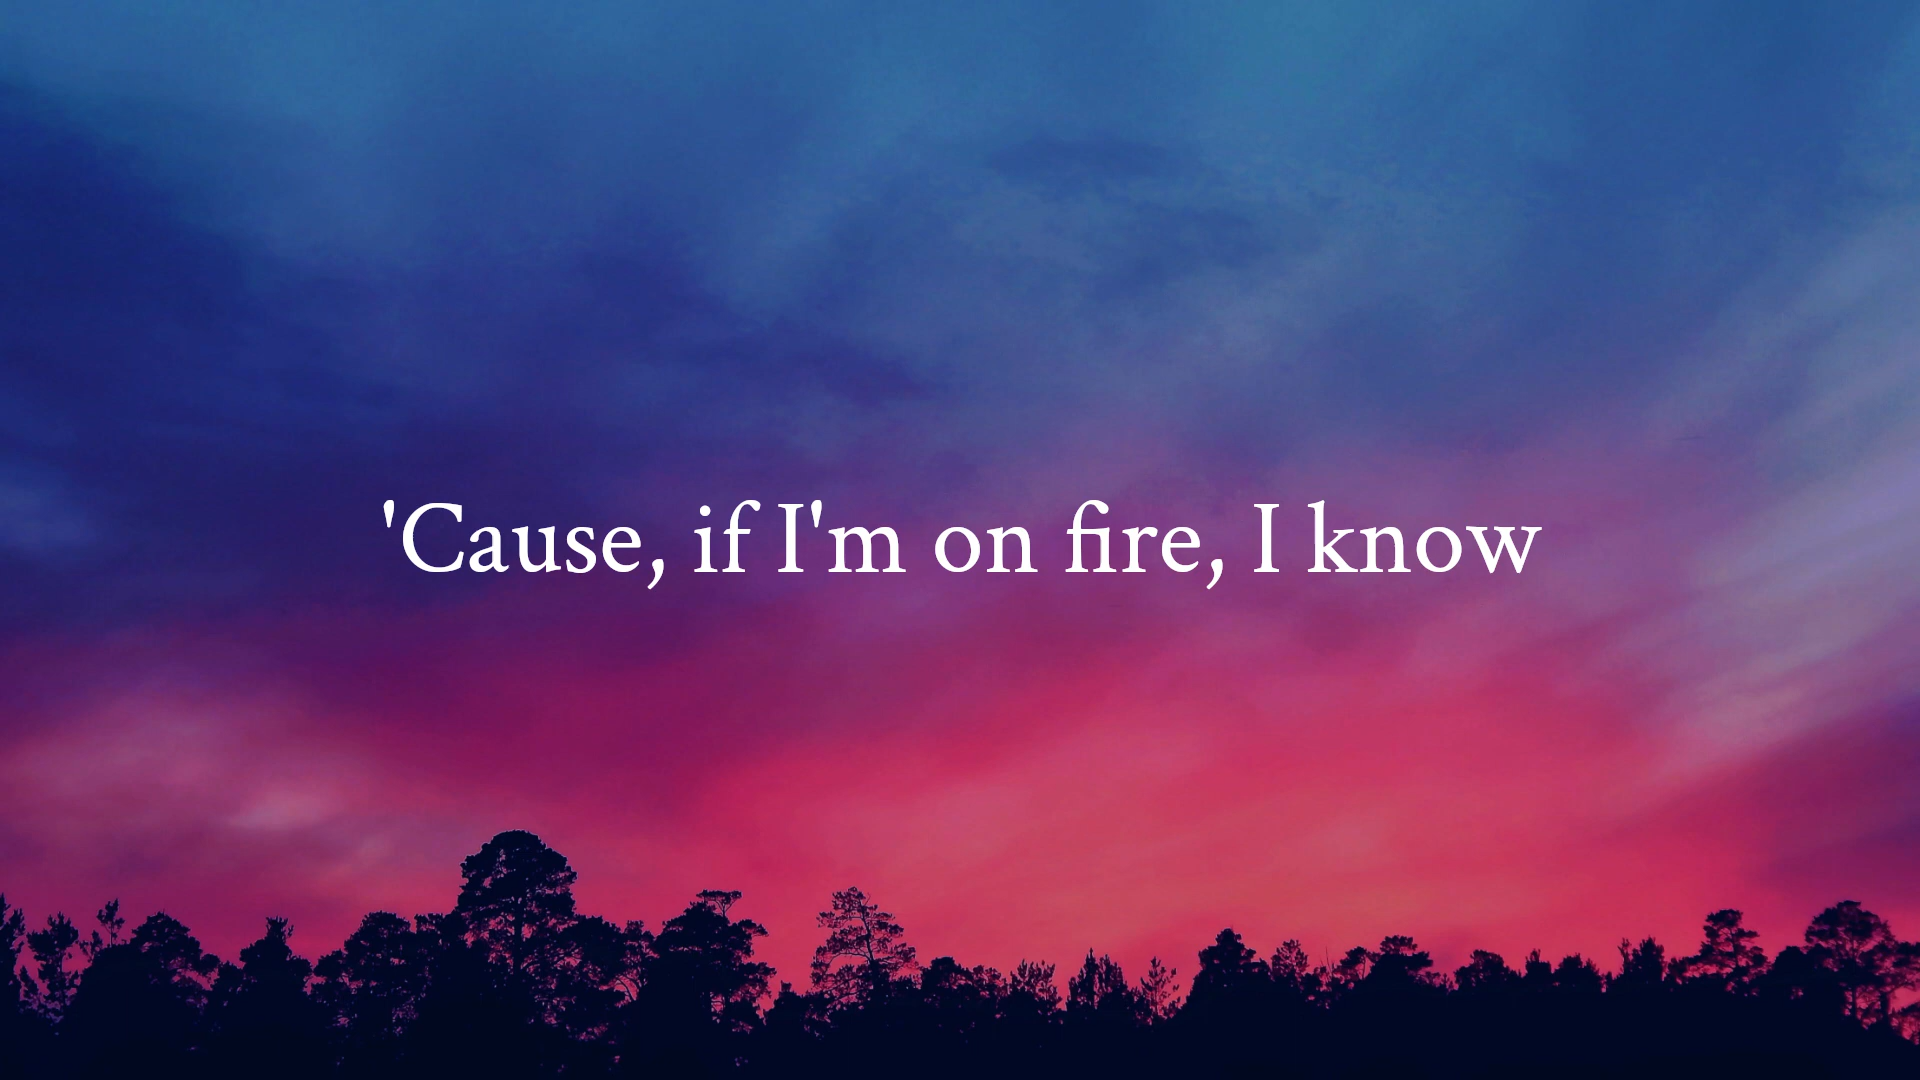 'Cause, if I'm on fire, I know